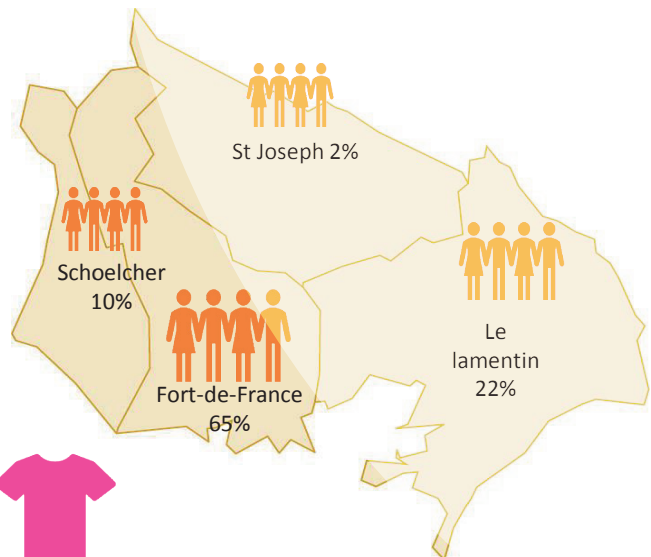 St Joseph 2%
Schoelcher
10%
Le
lamentin
22%
Fort-de-France
65%